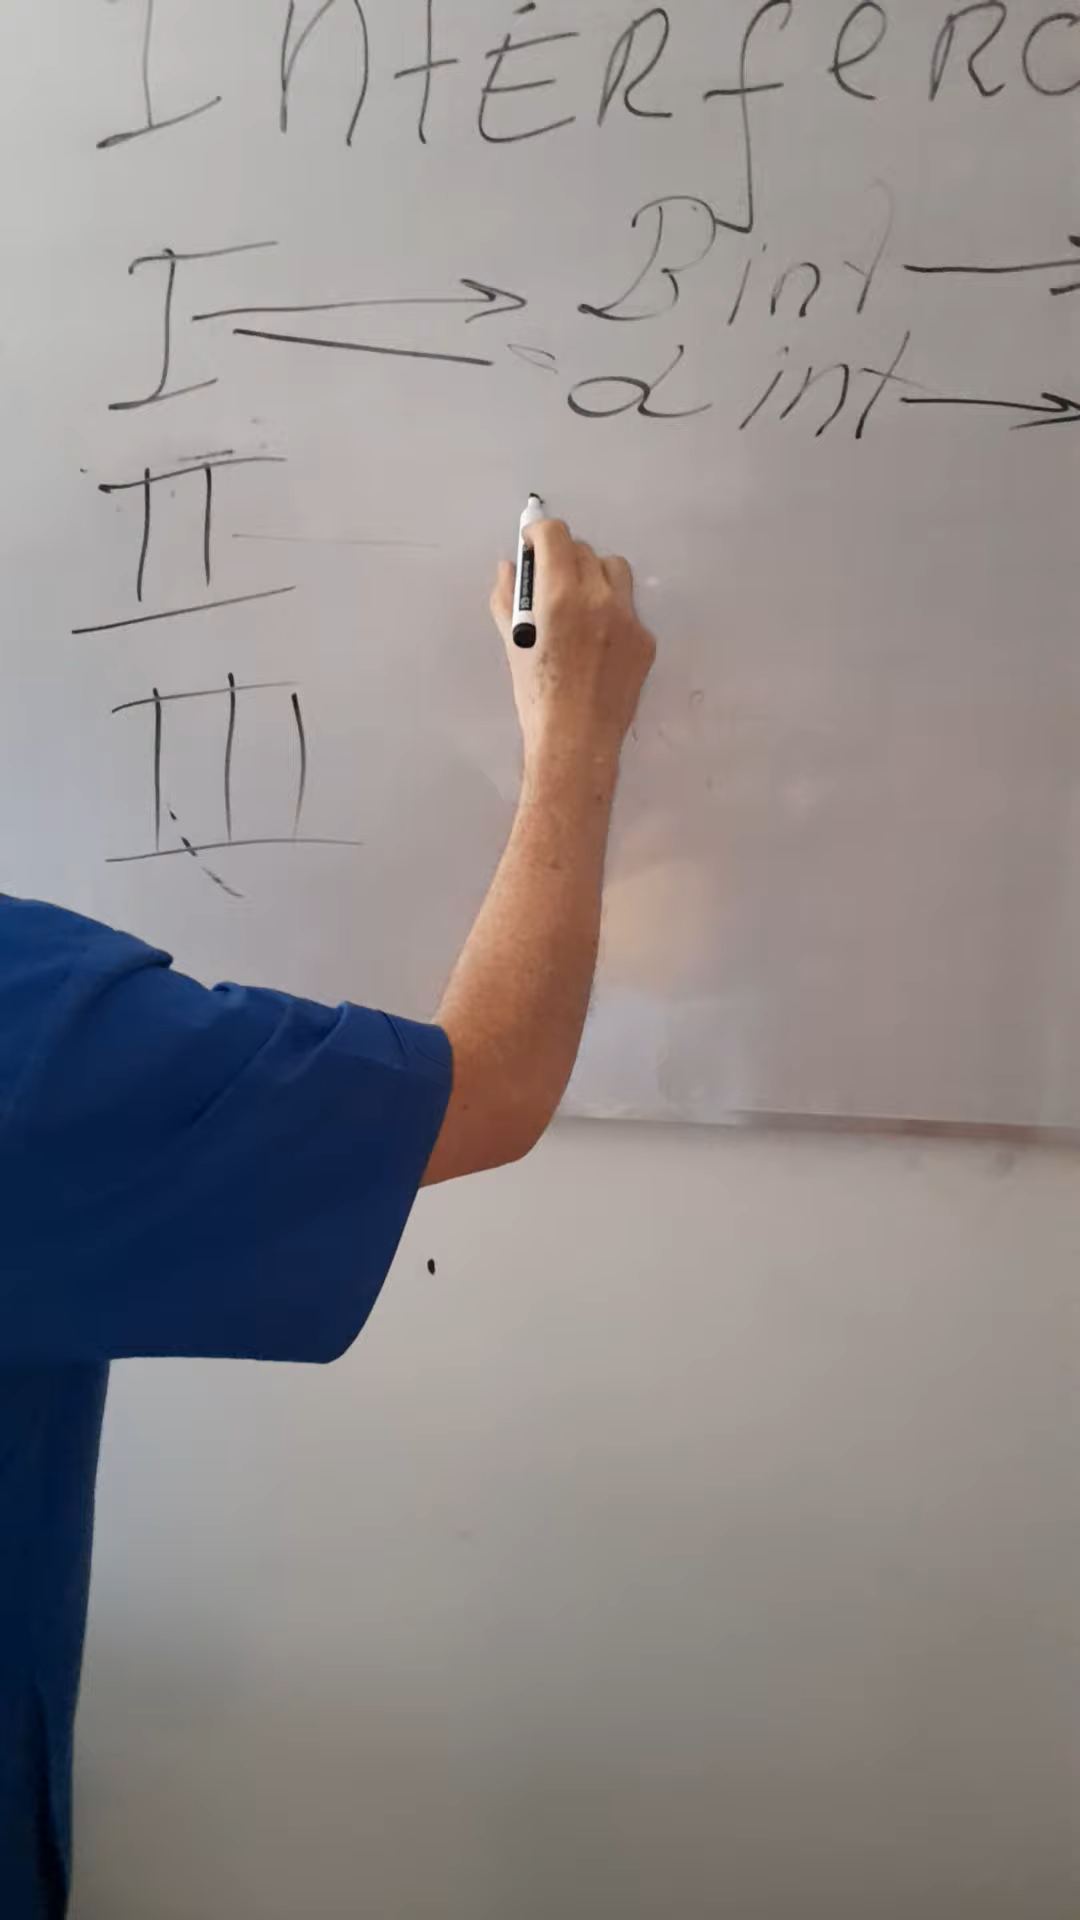 INTERfeRO
I → B int →
α int →
II
III